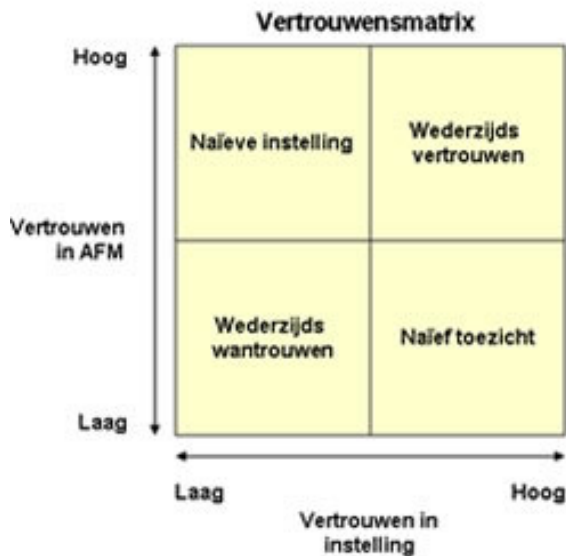 Vertrouwensmatrix
Hoog
Naïeve instelling
Wederzijds
vertrouwen
Vertrouwen
in AFM
Wederzijds
wantrouwen
Naïef toezicht
Laag
Laag
Hoog
Vertrouwen in
instelling